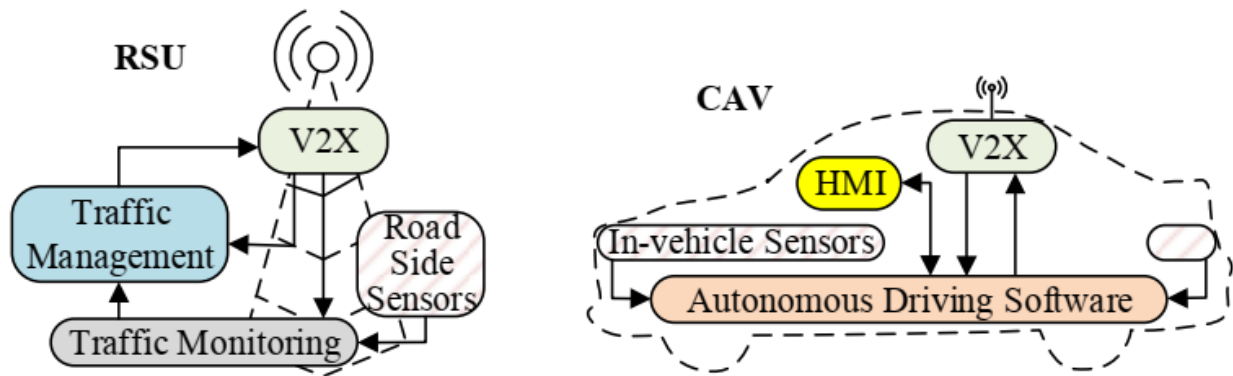 RSU
V2X
Traffic
Management
Road
Side
Sensors
Traffic Monitoring
CAV
V2X
HMI
In-vehicle Sensors
Autonomous Driving Software